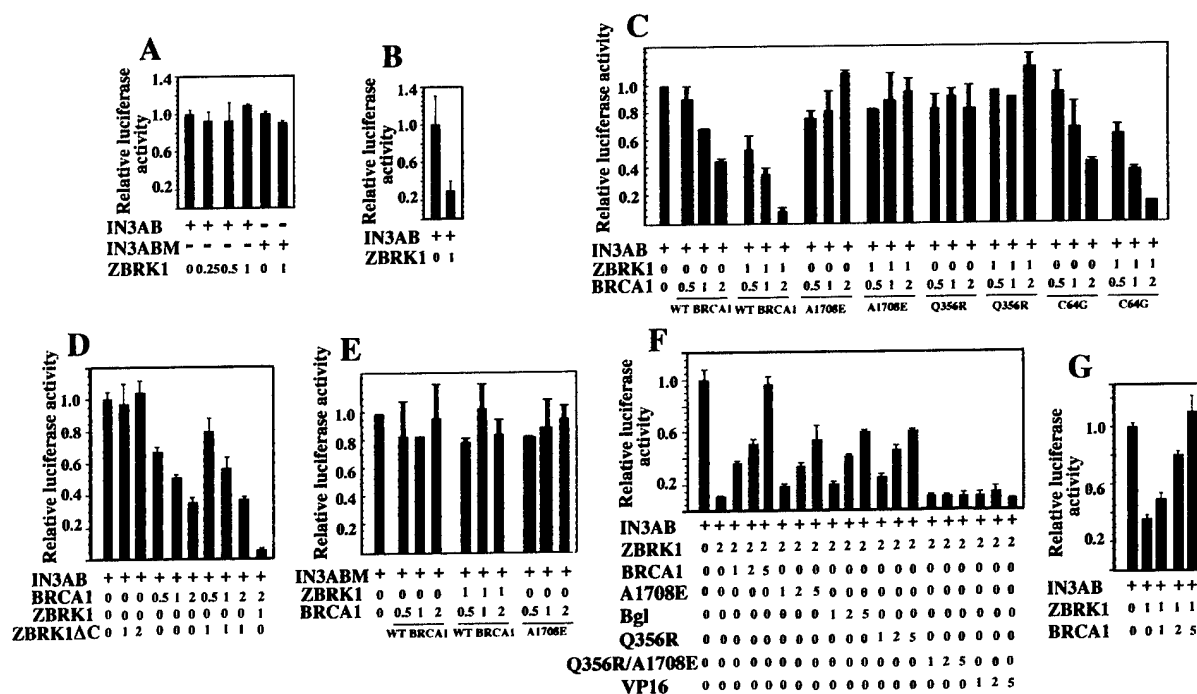 A
Relative luciferase activity
1.4
1.0
0.6
0.2
IN3AB + + + + - -
IN3ABM - - - - + +
ZBRK1 0 0.25 0.5 1 0 1
B
Relative luciferase activity
1.4
1.0
0.6
0.2
IN3AB + +
ZBRK1 0 1
C
Relative luciferase activity
1.0
0.8
0.6
0.4
0.2
IN3AB + + + + + + + + + + + + + + + + + + + + + + + + +
ZBRK1 0 0 0 0 1 1 1 0 0 0 1 1 1 0 0 0 1 1 1 0 0 0 1 1 1
BRCA1 0 0.5 1 2 0.5 1 2 0.5 1 2 0.5 1 2 0.5 1 2 0.5 1 2 0.5 1 2 0.5 1 2
WT BRCA1 WT BRCA1 A1708E A1708E Q356R Q356R C64G C64G
D
Relative luciferase activity
1.0
0.8
0.6
0.4
0.2
IN3AB + + + + + + + + + +
BRCA1 0 0 0 0.5 1 2 0.5 1 2 2
ZBRK1 0 0 0 0 0 0 0 0 0 1
ZBRK1ΔC 0 1 2 0 0 0 1 1 1 0
E
Relative luciferase activity
1.0
0.8
0.6
0.4
0.2
IN3ABM + + + + + + + + + +
ZBRK1 0 0 0 0 1 1 1 0 0 0
BRCA1 0 0.5 1 2 0.5 1 2 0.5 1 2
WT BRCA1 WT BRCA1 A1708E
F
Relative luciferase activity
1.0
0.6
0.2
IN3AB + + + + + + + + + + + + + + + + + + + +
ZBRK1 0 2 2 2 2 2 2 2 2 2 2 2 2 2 2 2 2 2 2 2
BRCA1 0 0 1 2 5 0 0 0 0 0 0 0 0 0 0 0 0 0 0 0
A1708E 0 0 0 0 0 1 2 5 0 0 0 0 0 0 0 0 0 0 0 0
Bgl 0 0 0 0 0 0 0 0 1 2 5 0 0 0 0 0 0 0 0 0
Q356R 0 0 0 0 0 0 0 0 0 0 0 1 2 5 0 0 0 0 0 0
Q356R/A1708E 0 0 0 0 0 0 0 0 0 0 0 0 0 0 1 2 5 0 0 0
VP16 0 0 0 0 0 0 0 0 0 0 0 0 0 0 0 0 0 1 2 5
G
Relative luciferase activity
1.0
0.8
0.6
0.4
0.2
IN3AB + + + + +
ZBRK1 0 1 1 1 1
BRCA1 0 0 1 2 5